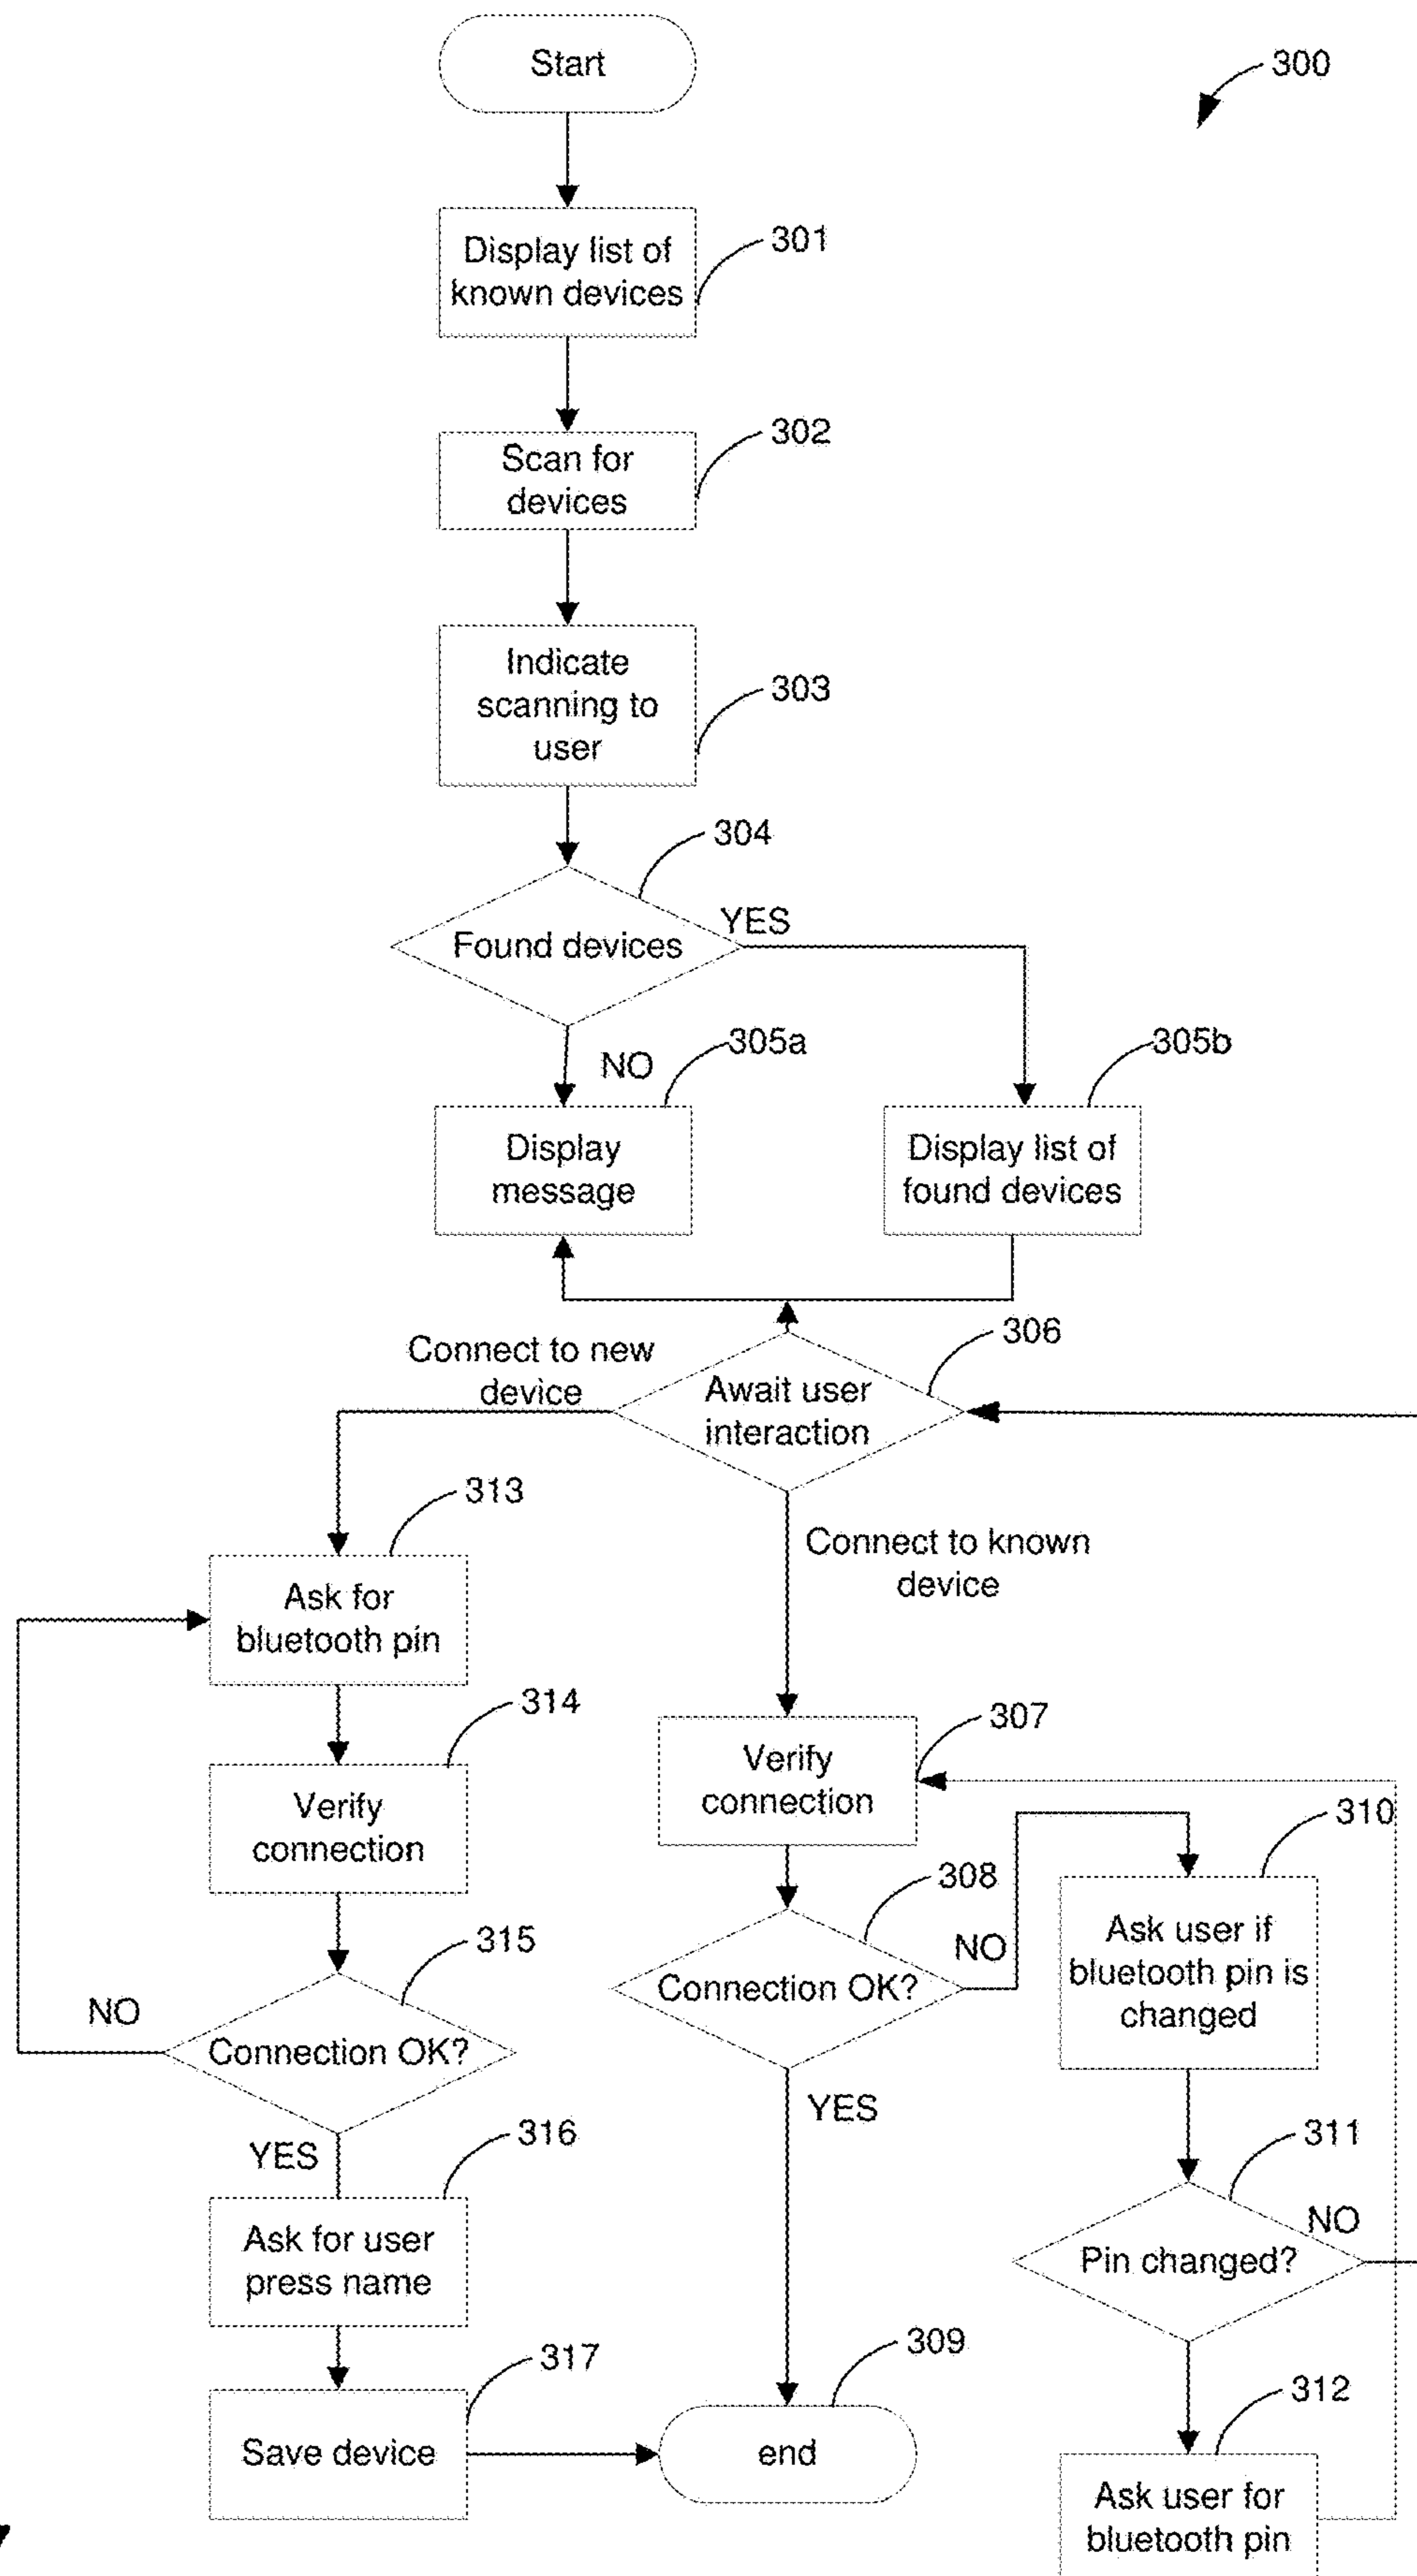 Start
300
Display list of
known devices
301
Scan for
devices
302
Indicate
scanning to
user
303
304
Found devices
YES
NO
305a
305b
Display
message
Display list of
found devices
306
Connect to new
device
Await user
interaction
313
Connect to known
device
Ask for
bluetooth pin
314
307
Verify
connection
Verify
connection
310
308
315
NO
Ask user if
bluetooth pin is
changed
Connection OK?
NO
Connection OK?
YES
316
YES
311
NO
Ask for user
press name
Pin changed?
317
309
312
Save device
end
Ask user for
bluetooth pin